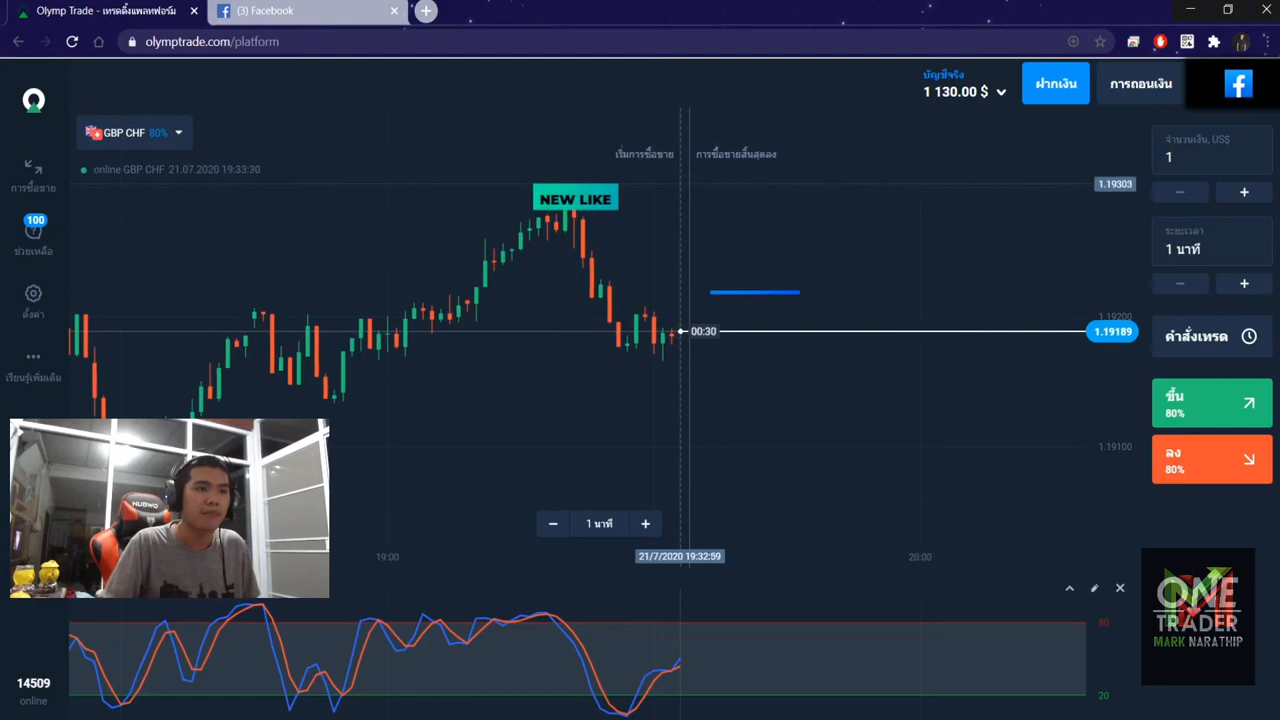 Olymp Trade - เทรดดิ้งแพลทฟอร์ม
(3) Facebook
olymptrade.com/platform
บัญชีจริง
1 130.00 $
ฝากเงิน
การถอนเงิน
GBP CHF 80%
online GBP CHF 21.07.2020 19:33:30
เริ่มการซื้อขาย
การซื้อขายสิ้นสุดลง
NEW LIKE
1.19303
1.19200
1.19189
1.19100
00:30
การซื้อขาย
100
ช่วยเหลือ
ตั้งค่า
เรียนรู้เพิ่มเติม
จำนวนเงิน, US$
1
ระยะเวลา
1 นาที
คำสั่งเทรด
ขึ้น
80%
ลง
80%
NUBWO
1 นาที
19:00
21/7/2020 19:32:59
20:00
80
20
ONE
TRADER
MARK NARATHIP
14509
online